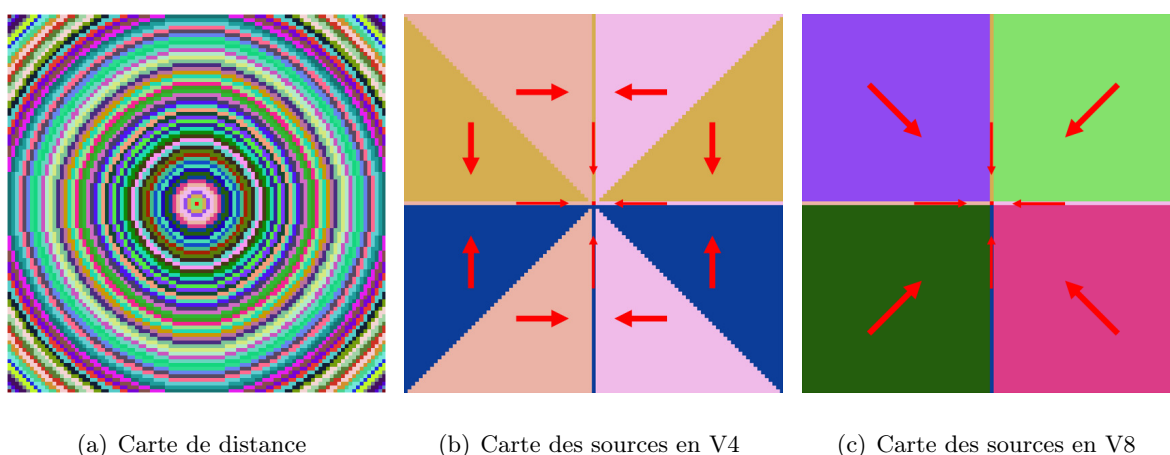 (a) Carte de distance
(b) Carte des sources en V4
(c) Carte des sources en V8